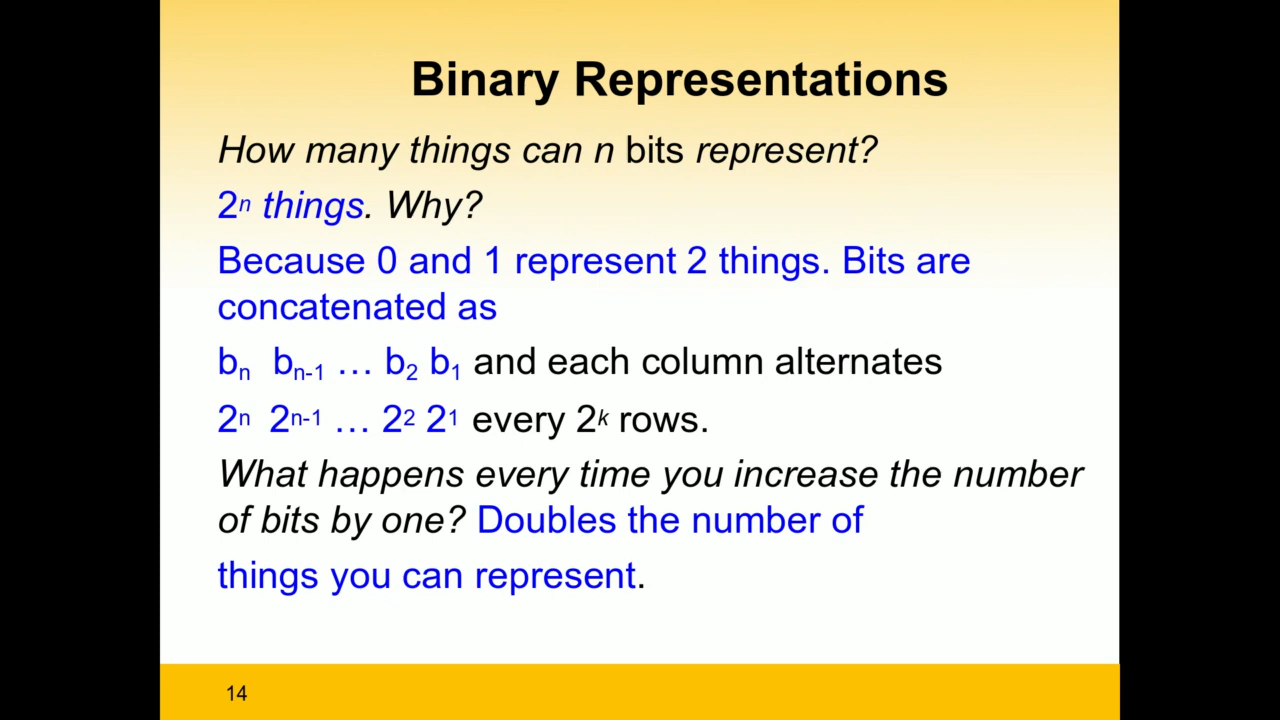 Binary Representations
How many things can n bits represent?
2ⁿ things. Why?
Because 0 and 1 represent 2 things. Bits are
concatenated as
bₙ bₙ₋₁ … b₂ b₁ and each column alternates
2ⁿ 2ⁿ⁻¹ … 2² 2¹ every 2ᵏ rows.
What happens every time you increase the number
of bits by one? Doubles the number of
things you can represent.
14